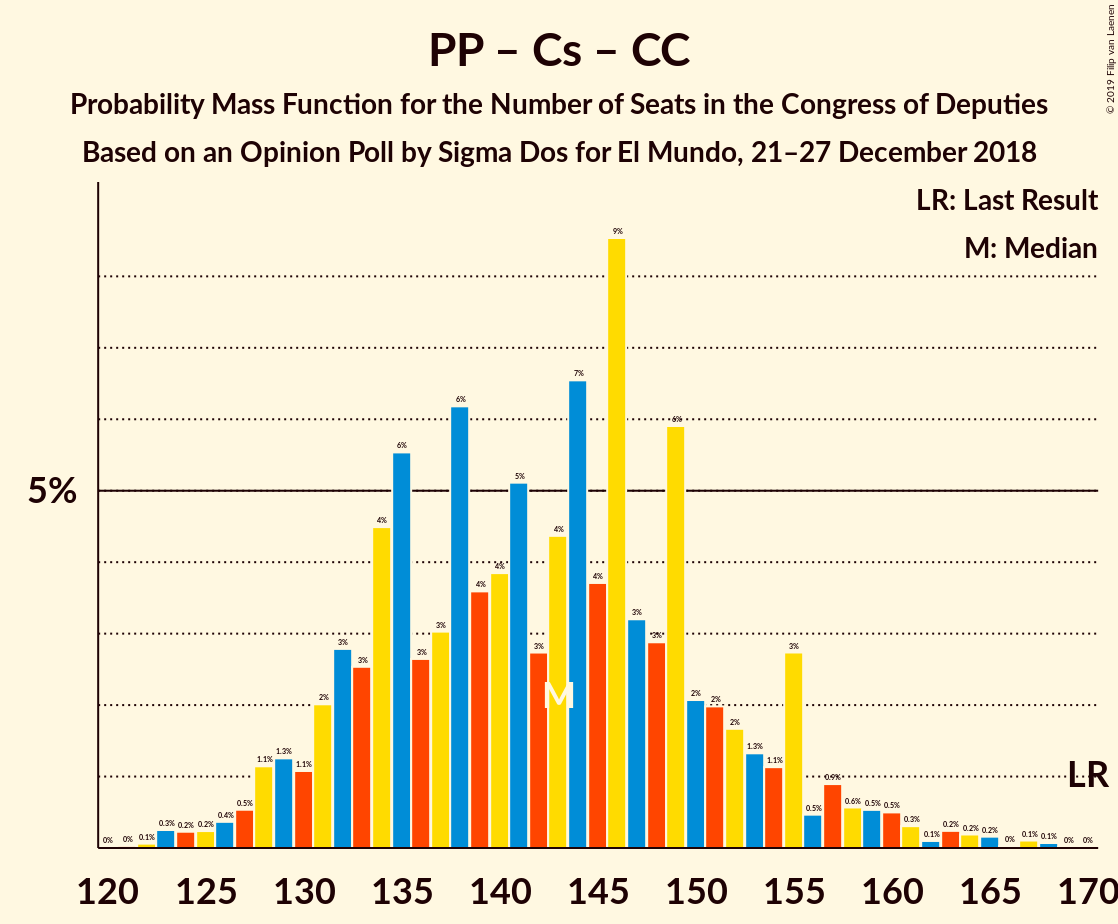 PP – Cs – CC
Probability Mass Function for the Number of Seats in the Congress of Deputies
Based on an Opinion Poll by Sigma Dos for El Mundo, 21–27 December 2018
© 2019 Filip van Laenen
LR: Last Result
M: Median
5%
0% 0% 0.1% 0.3% 0.2% 0.2% 0.4% 0.5% 1.1% 1.3% 1.1% 2% 3% 3% 4% 6% 3% 3% 6% 4% 4% 5% 3% 4% 7% 4% 9% 3% 3% 6% 2% 2% 2% 1.3% 1.1% 3% 0.5% 0.9% 0.6% 0.5% 0.5% 0.3% 0.1% 0.2% 0.2% 0.2% 0% 0.1% 0.1% 0% 0%
M
LR
120 125 130 135 140 145 150 155 160 165 170